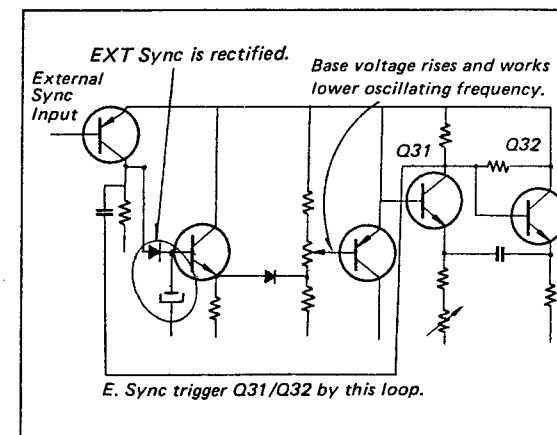 EXT Sync is rectified.
External
Sync
Input
Base voltage rises and works
lower oscillating frequency.
Q31
Q32
E. Sync trigger Q31/Q32 by this loop.